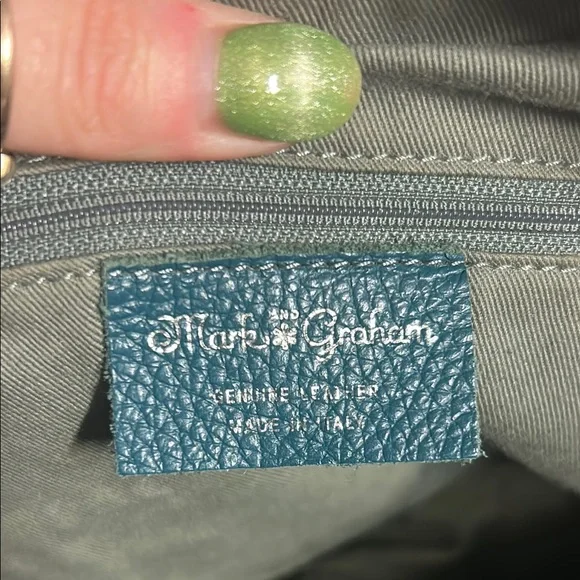 Mark AND Graham
GENUINE LEATHER
MADE IN ITALY